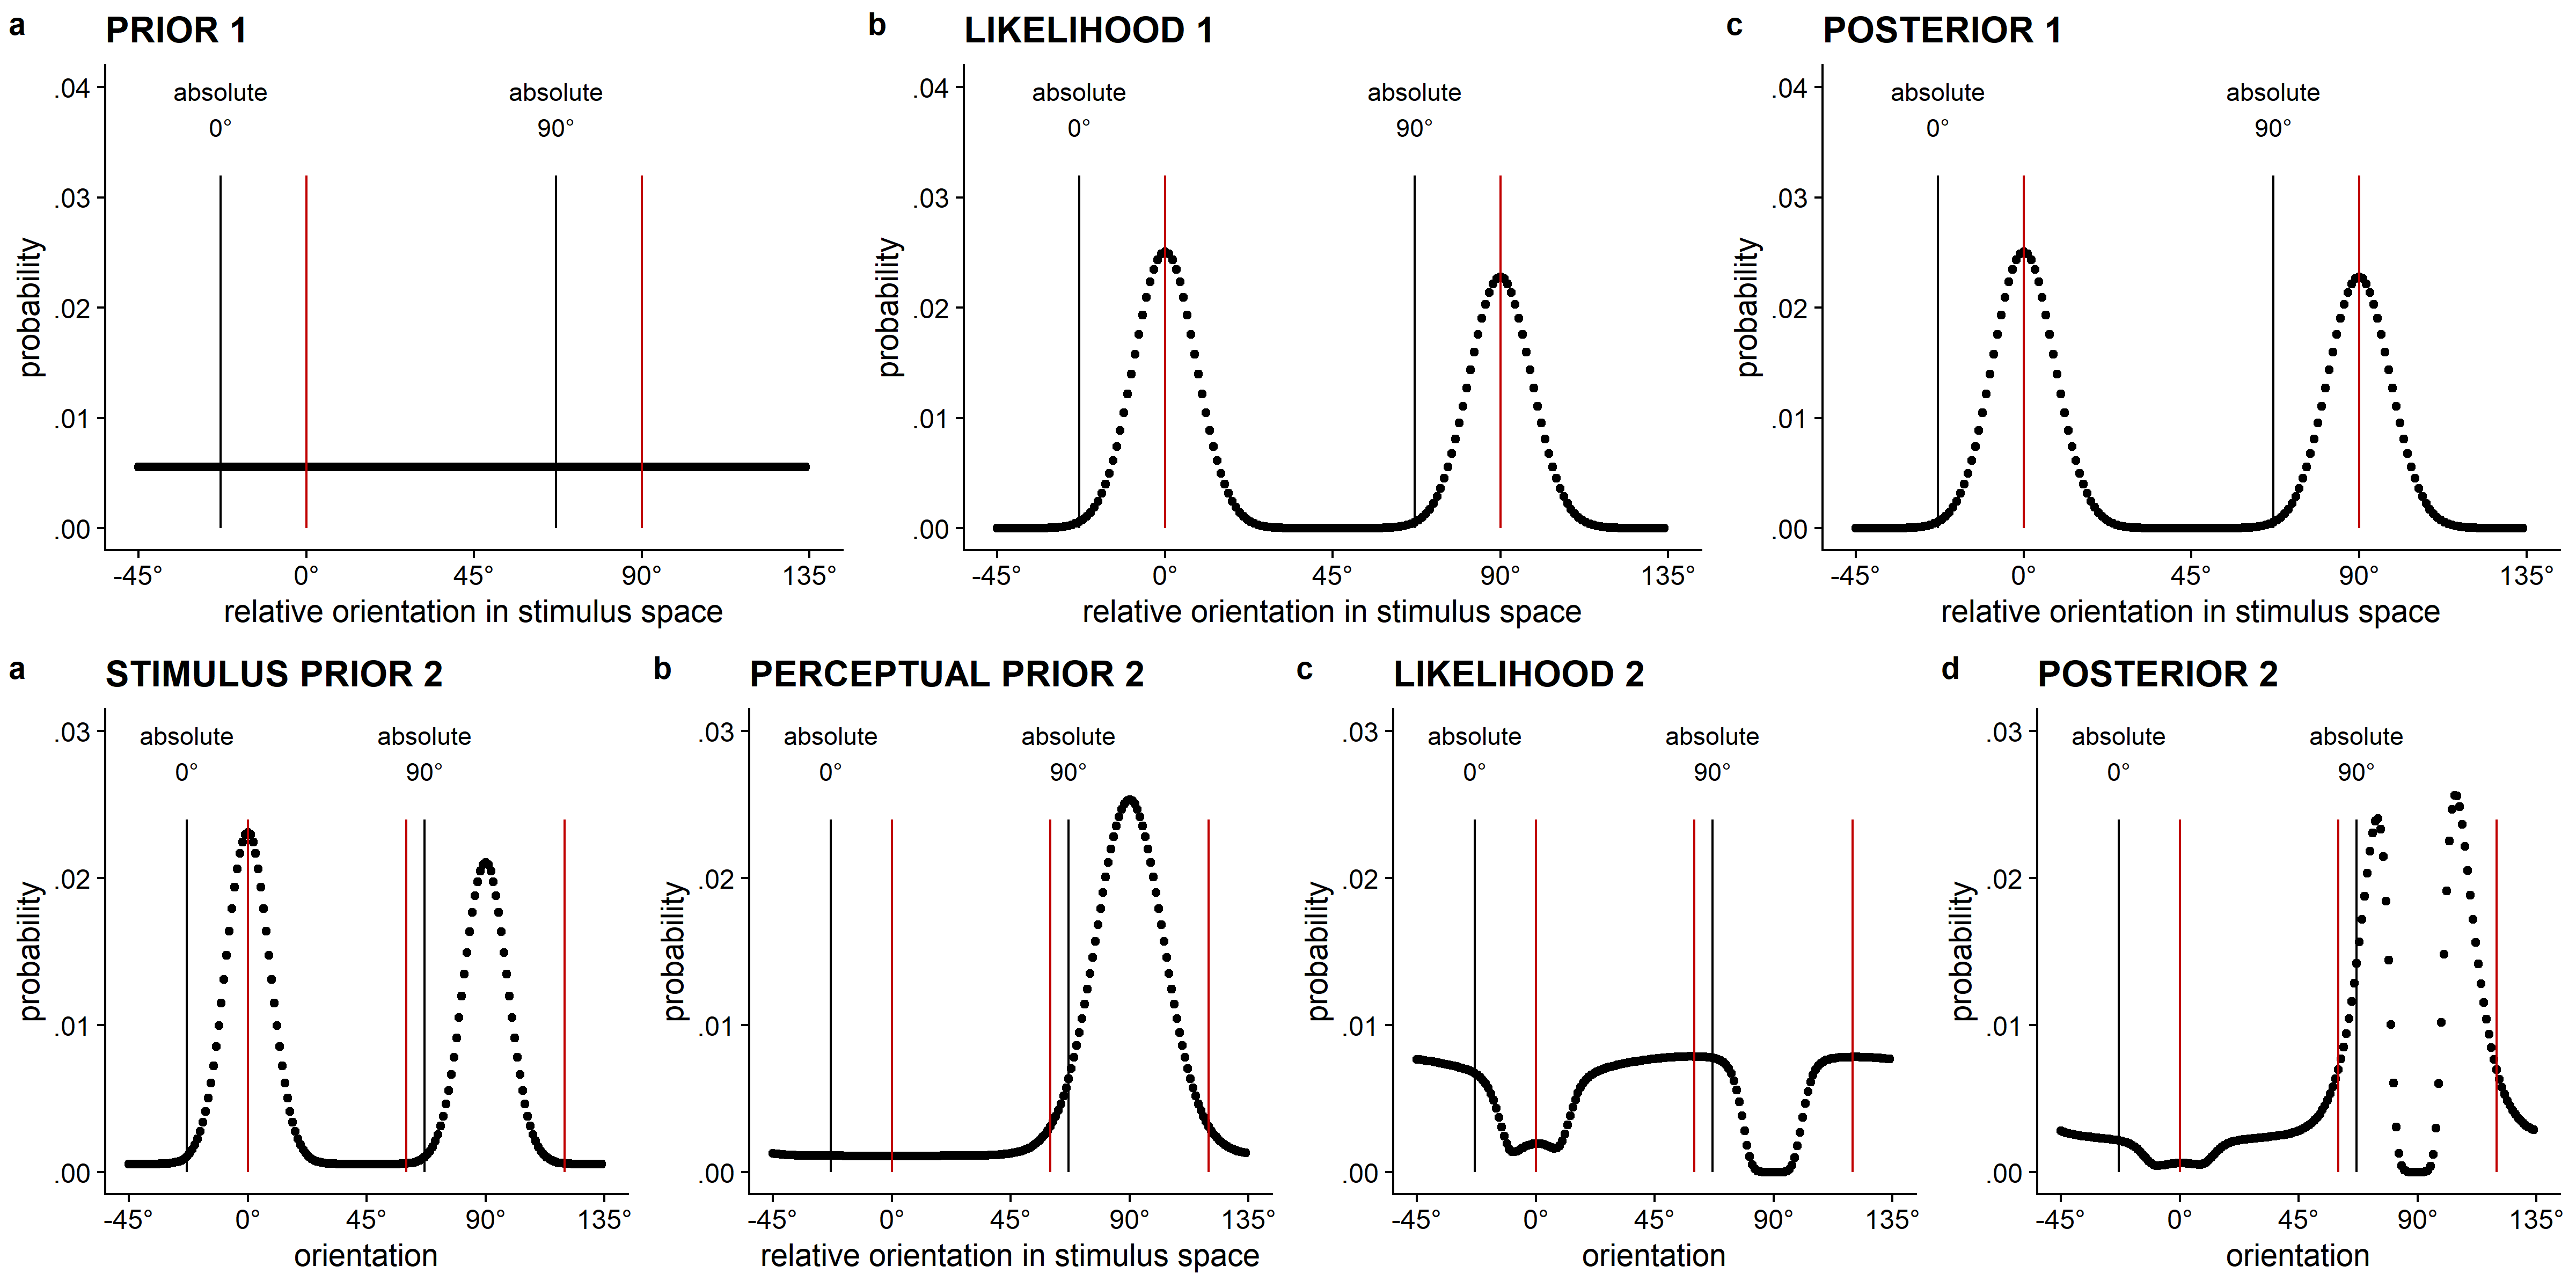 a PRIOR 1
.04
.03
.02
.01
.00
probability
absolute
0°
absolute
90°
-45° 0° 45° 90° 135°
relative orientation in stimulus space
b LIKELIHOOD 1
.04
.03
.02
.01
.00
probability
absolute
0°
absolute
90°
-45° 0° 45° 90° 135°
relative orientation in stimulus space
c POSTERIOR 1
.04
.03
.02
.01
.00
probability
absolute
0°
absolute
90°
-45° 0° 45° 90° 135°
relative orientation in stimulus space
a STIMULUS PRIOR 2
.03
.02
.01
.00
probability
absolute
0°
absolute
90°
-45° 0° 45° 90° 135°
orientation
b PERCEPTUAL PRIOR 2
.03
.02
.01
.00
probability
absolute
0°
absolute
90°
-45° 0° 45° 90° 135°
relative orientation in stimulus space
c LIKELIHOOD 2
.03
.02
.01
.00
probability
absolute
0°
absolute
90°
-45° 0° 45° 90° 135°
orientation
d POSTERIOR 2
.03
.02
.01
.00
probability
absolute
0°
absolute
90°
-45° 0° 45° 90° 135°
orientation